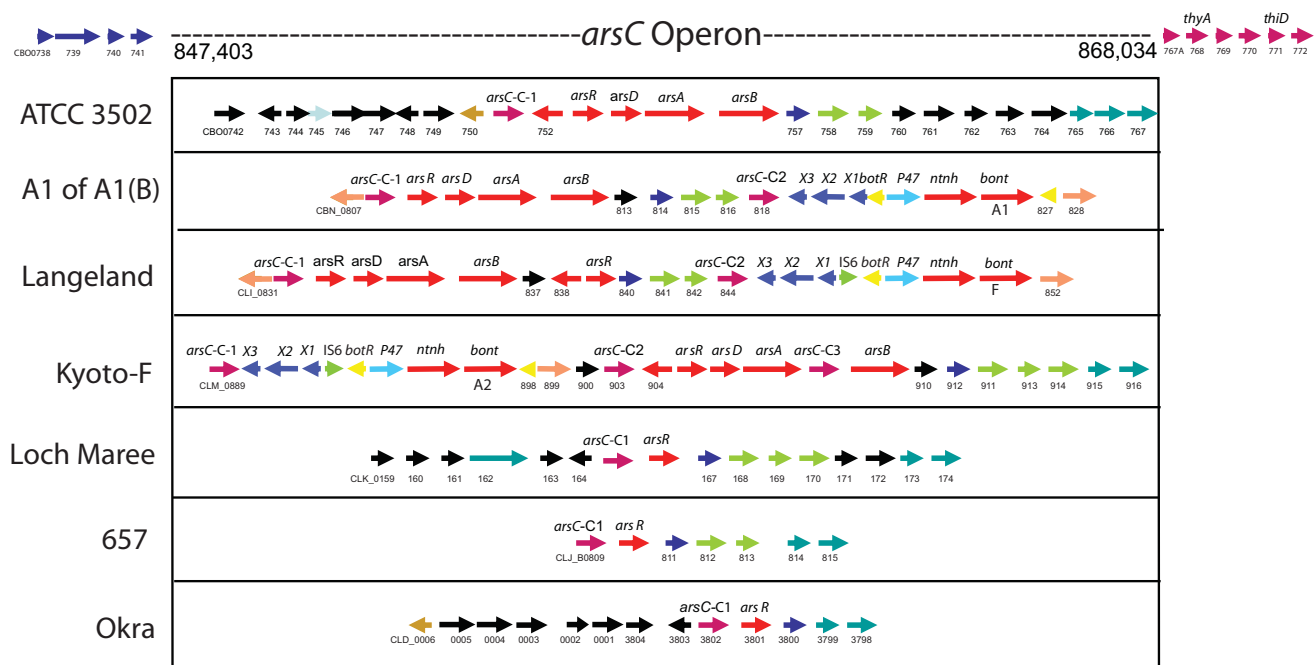 thyA thiD
arsC Operon
CBO0738 739 740 741 847,403 868,034 767A 768 769 770 771 772
ATCC 3502
arsC-C-1 arsR arsD arsA arsB
CBO0742 743 744 745 746 747 748 749 750 752 757 758 759 760 761 762 763 764 765 766 767
A1 of A1(B)
arsC-C-1 arsR arsD arsA arsB arsC-C2 X3 X2 X1 botR P47 ntnh bont
CBN_0807 813 814 815 816 818 A1 827 828
Langeland
arsC-C-1 arsR arsD arsA arsB arsR arsC-C2 X3 X2 X1 IS6 botR P47 ntnh bont
CLI_0831 837 838 840 841 842 844 F 852
Kyoto-F
arsC-C-1 X3 X2 X1 IS6 botR P47 ntnh bont arsC-C2 arsR arsD arsA arsC-C3 arsB
CLM_0889 A2 898 899 900 903 904 910 912 911 913 914 915 916
Loch Maree
arsC-C1 arsR
CLK_0159 160 161 162 163 164 167 168 169 170 171 172 173 174
657
arsC-C1 ars R
CLJ_B0809 811 812 813 814 815
Okra
arsC-C1 ars R
CLD_0006 0005 0004 0003 0002 0001 3804 3803 3802 3801 3800 3799 3798